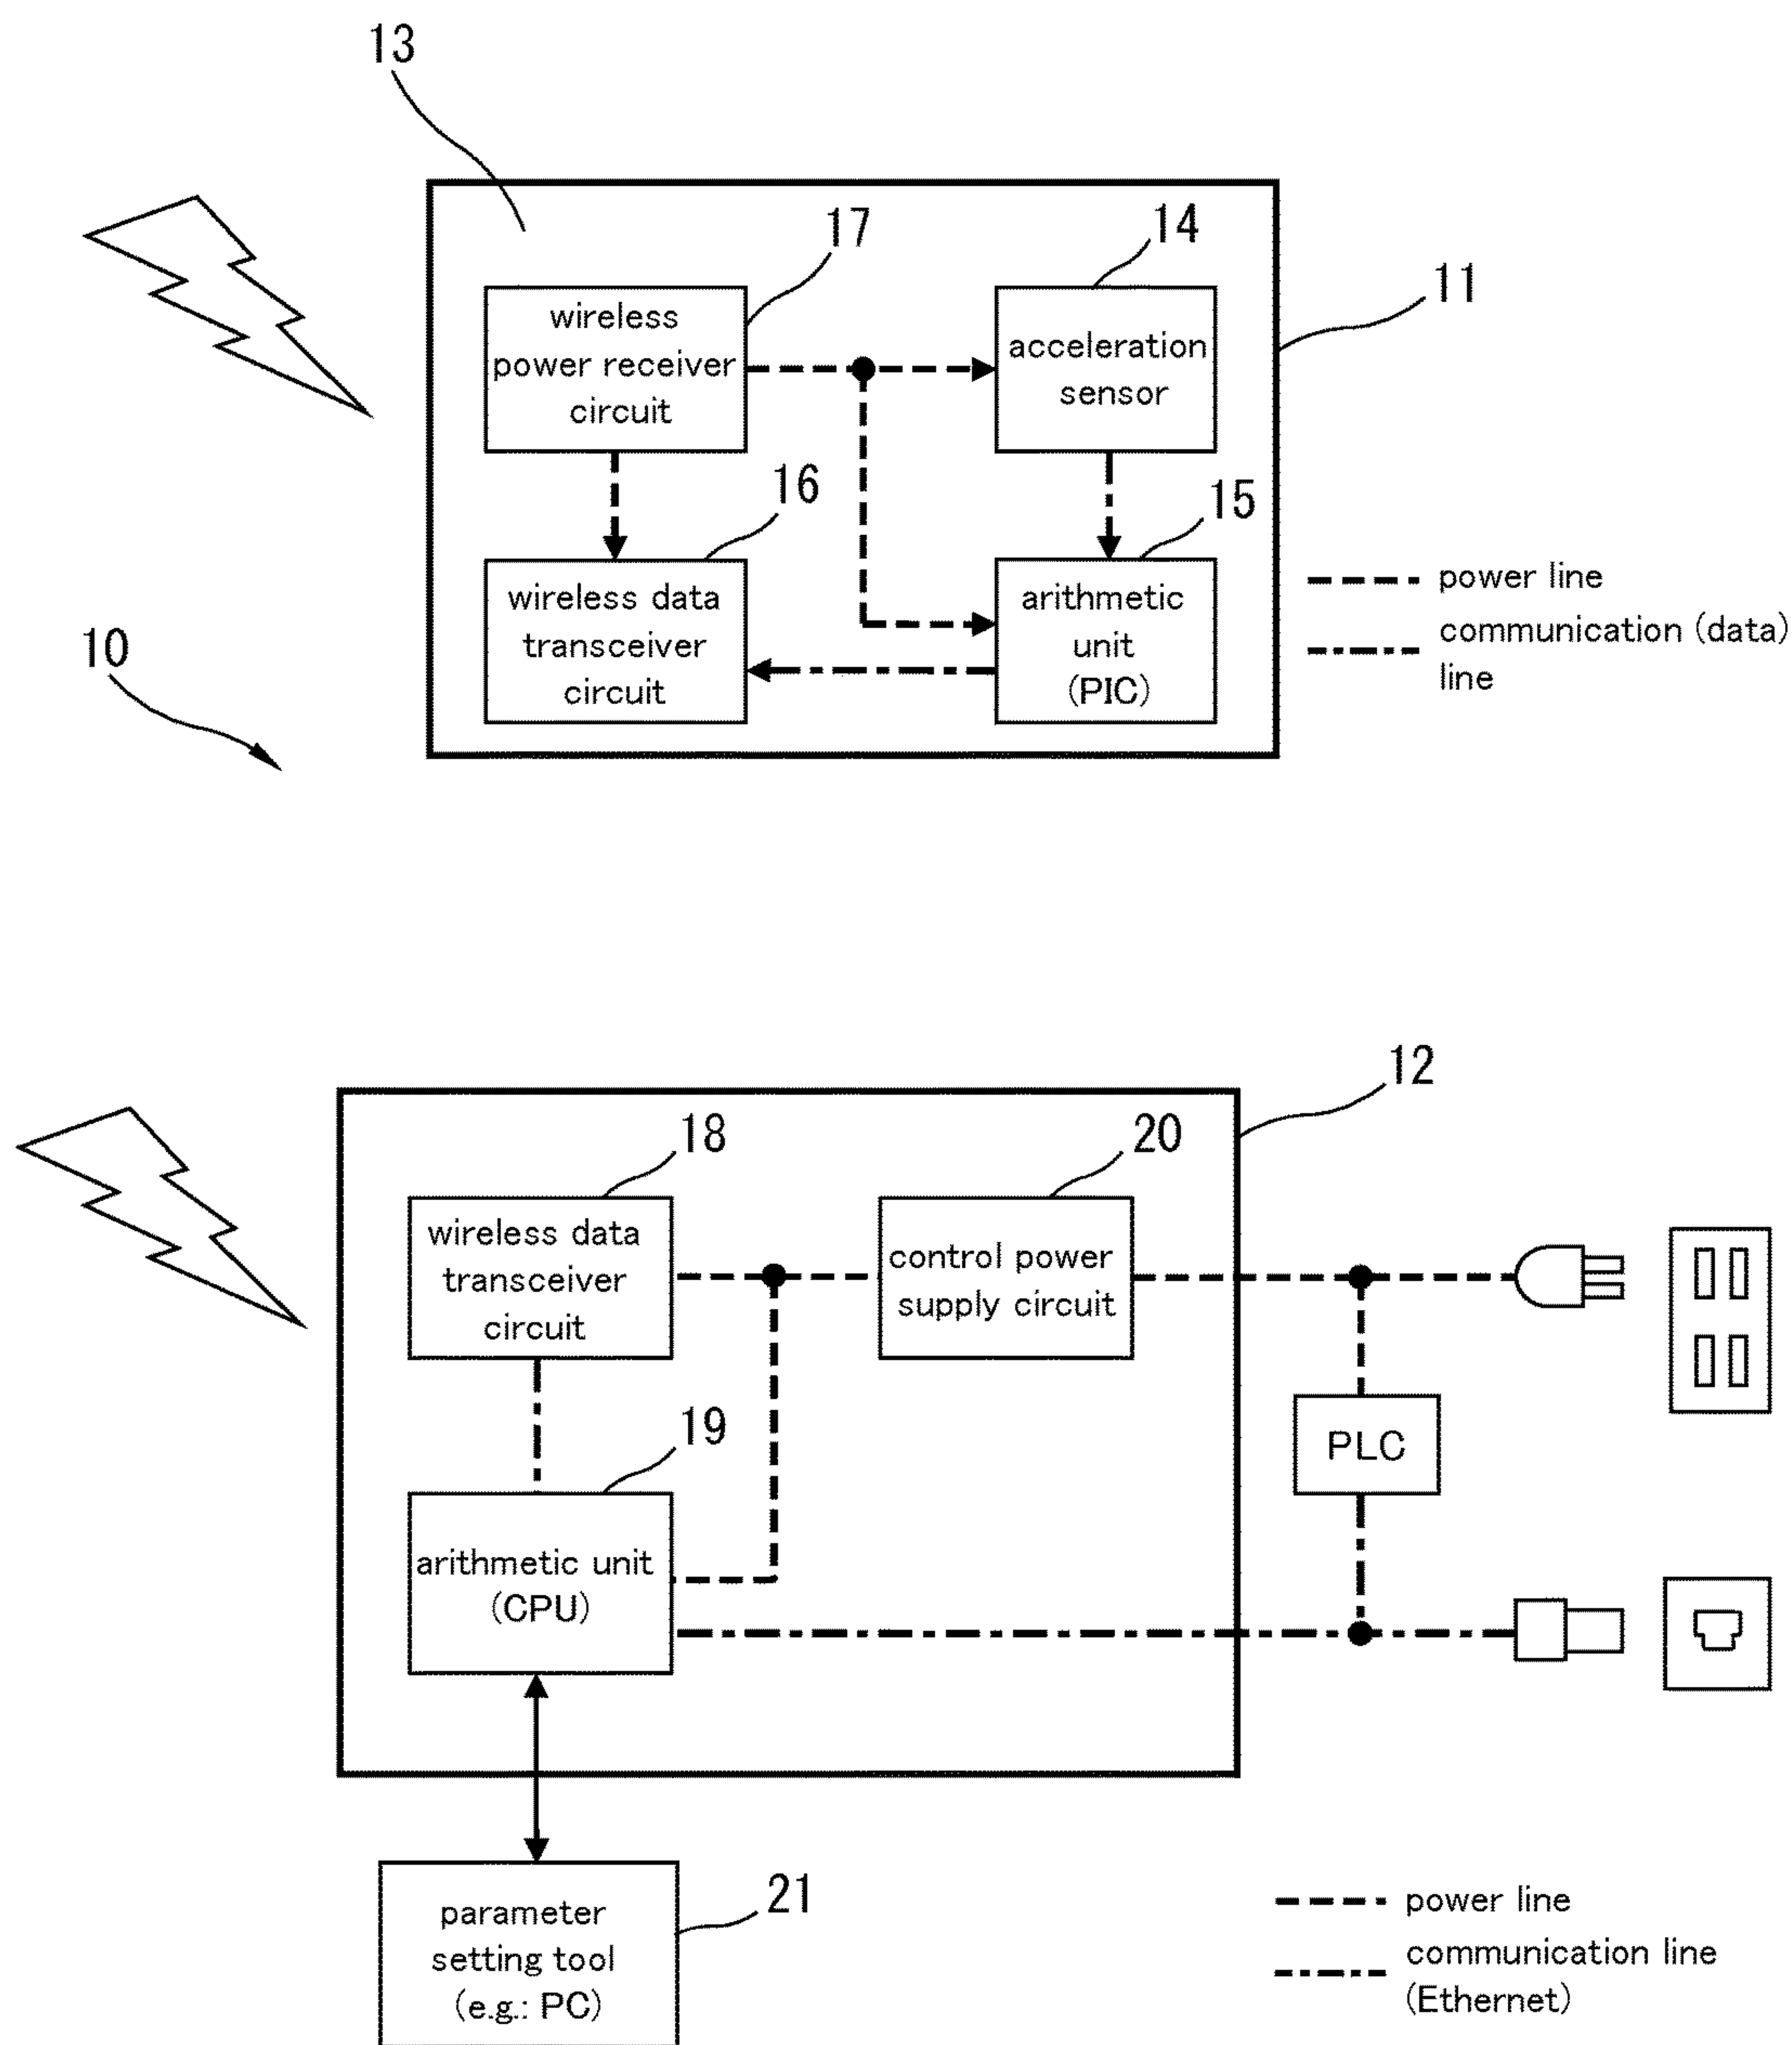 13
17
14
11
wireless
power receiver
circuit
acceleration
sensor
16
15
wireless data
transceiver
circuit
arithmetic
unit
(PIC)
power line
communication (data)
line
10
12
18
20
wireless data
transceiver
circuit
control power
supply circuit
19
PLC
arithmetic unit
(CPU)
21
parameter
setting tool
(e.g.: PC)
power line
communication line
(Ethernet)